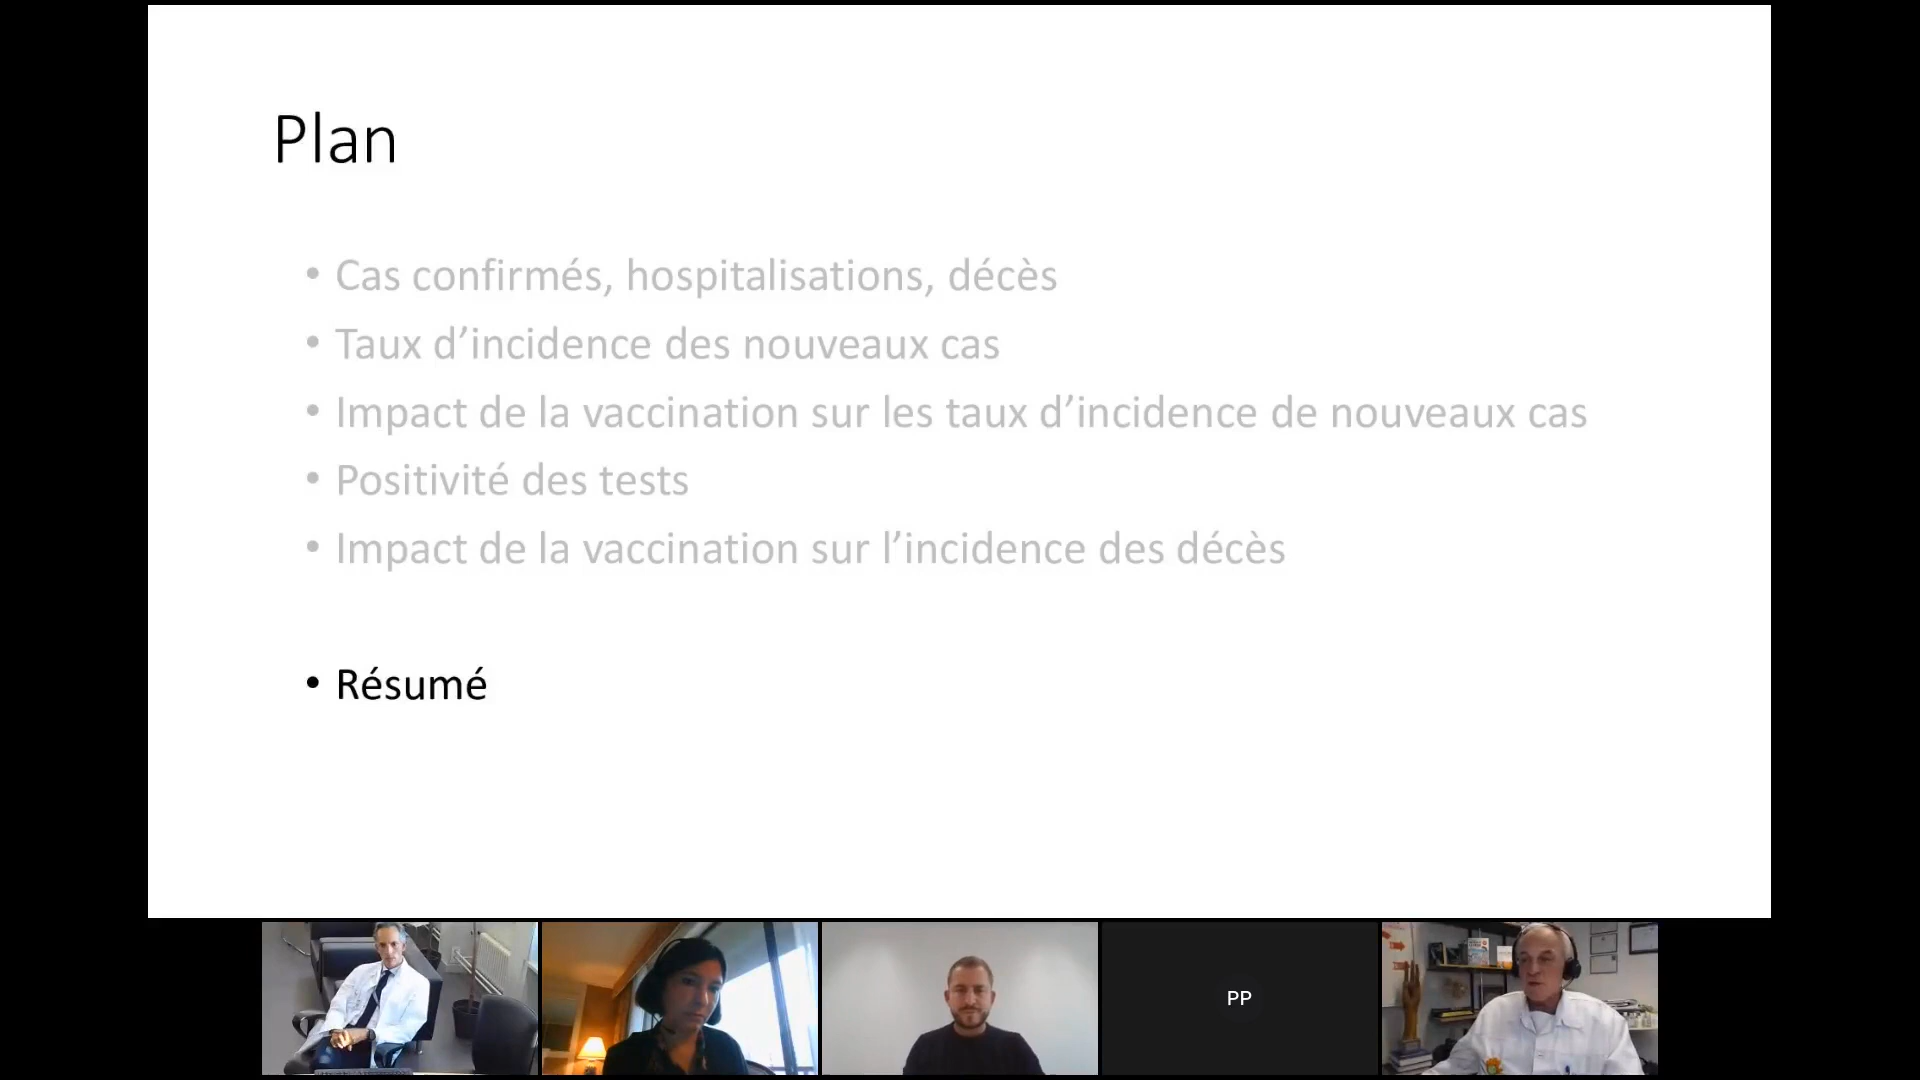 Plan
• Cas confirmés, hospitalisations, décès
• Taux d’incidence des nouveaux cas
• Impact de la vaccination sur les taux d’incidence de nouveaux cas
• Positivité des tests
• Impact de la vaccination sur l’incidence des décès
• Résumé
PP